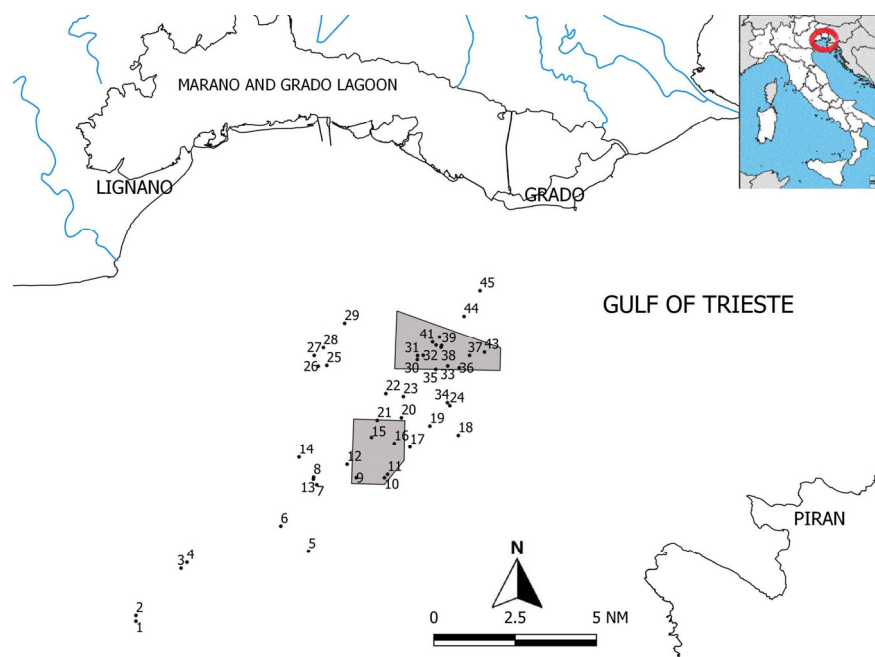 MARANO AND GRADO LAGOON
LIGNANO
GRADO
45
GULF OF TRIESTE
44
29
41 39
28
27
31 32 38 37 43
26 25
30 33 36
35
22 23
34 24
21 20
19
15 16 17 18
14
12
8 11
9
13 7 10
6
PIRAN
5
N
3 4
0 2.5 5 NM
2
1